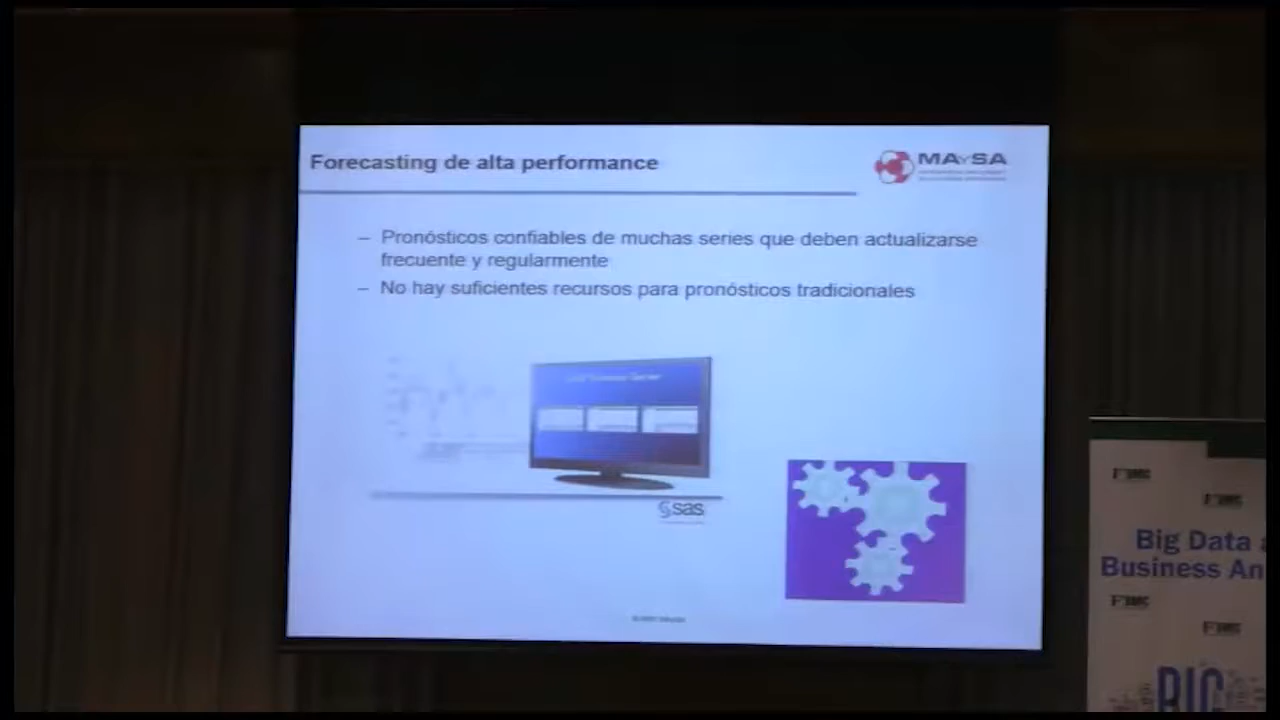 Forecasting de alta performance
MAySA
– Pronósticos confiables de muchas series que deben actualizarse
frecuente y regularmente
– No hay suficientes recursos para pronósticos tradicionales
sas
Big Data
Business An
BIG